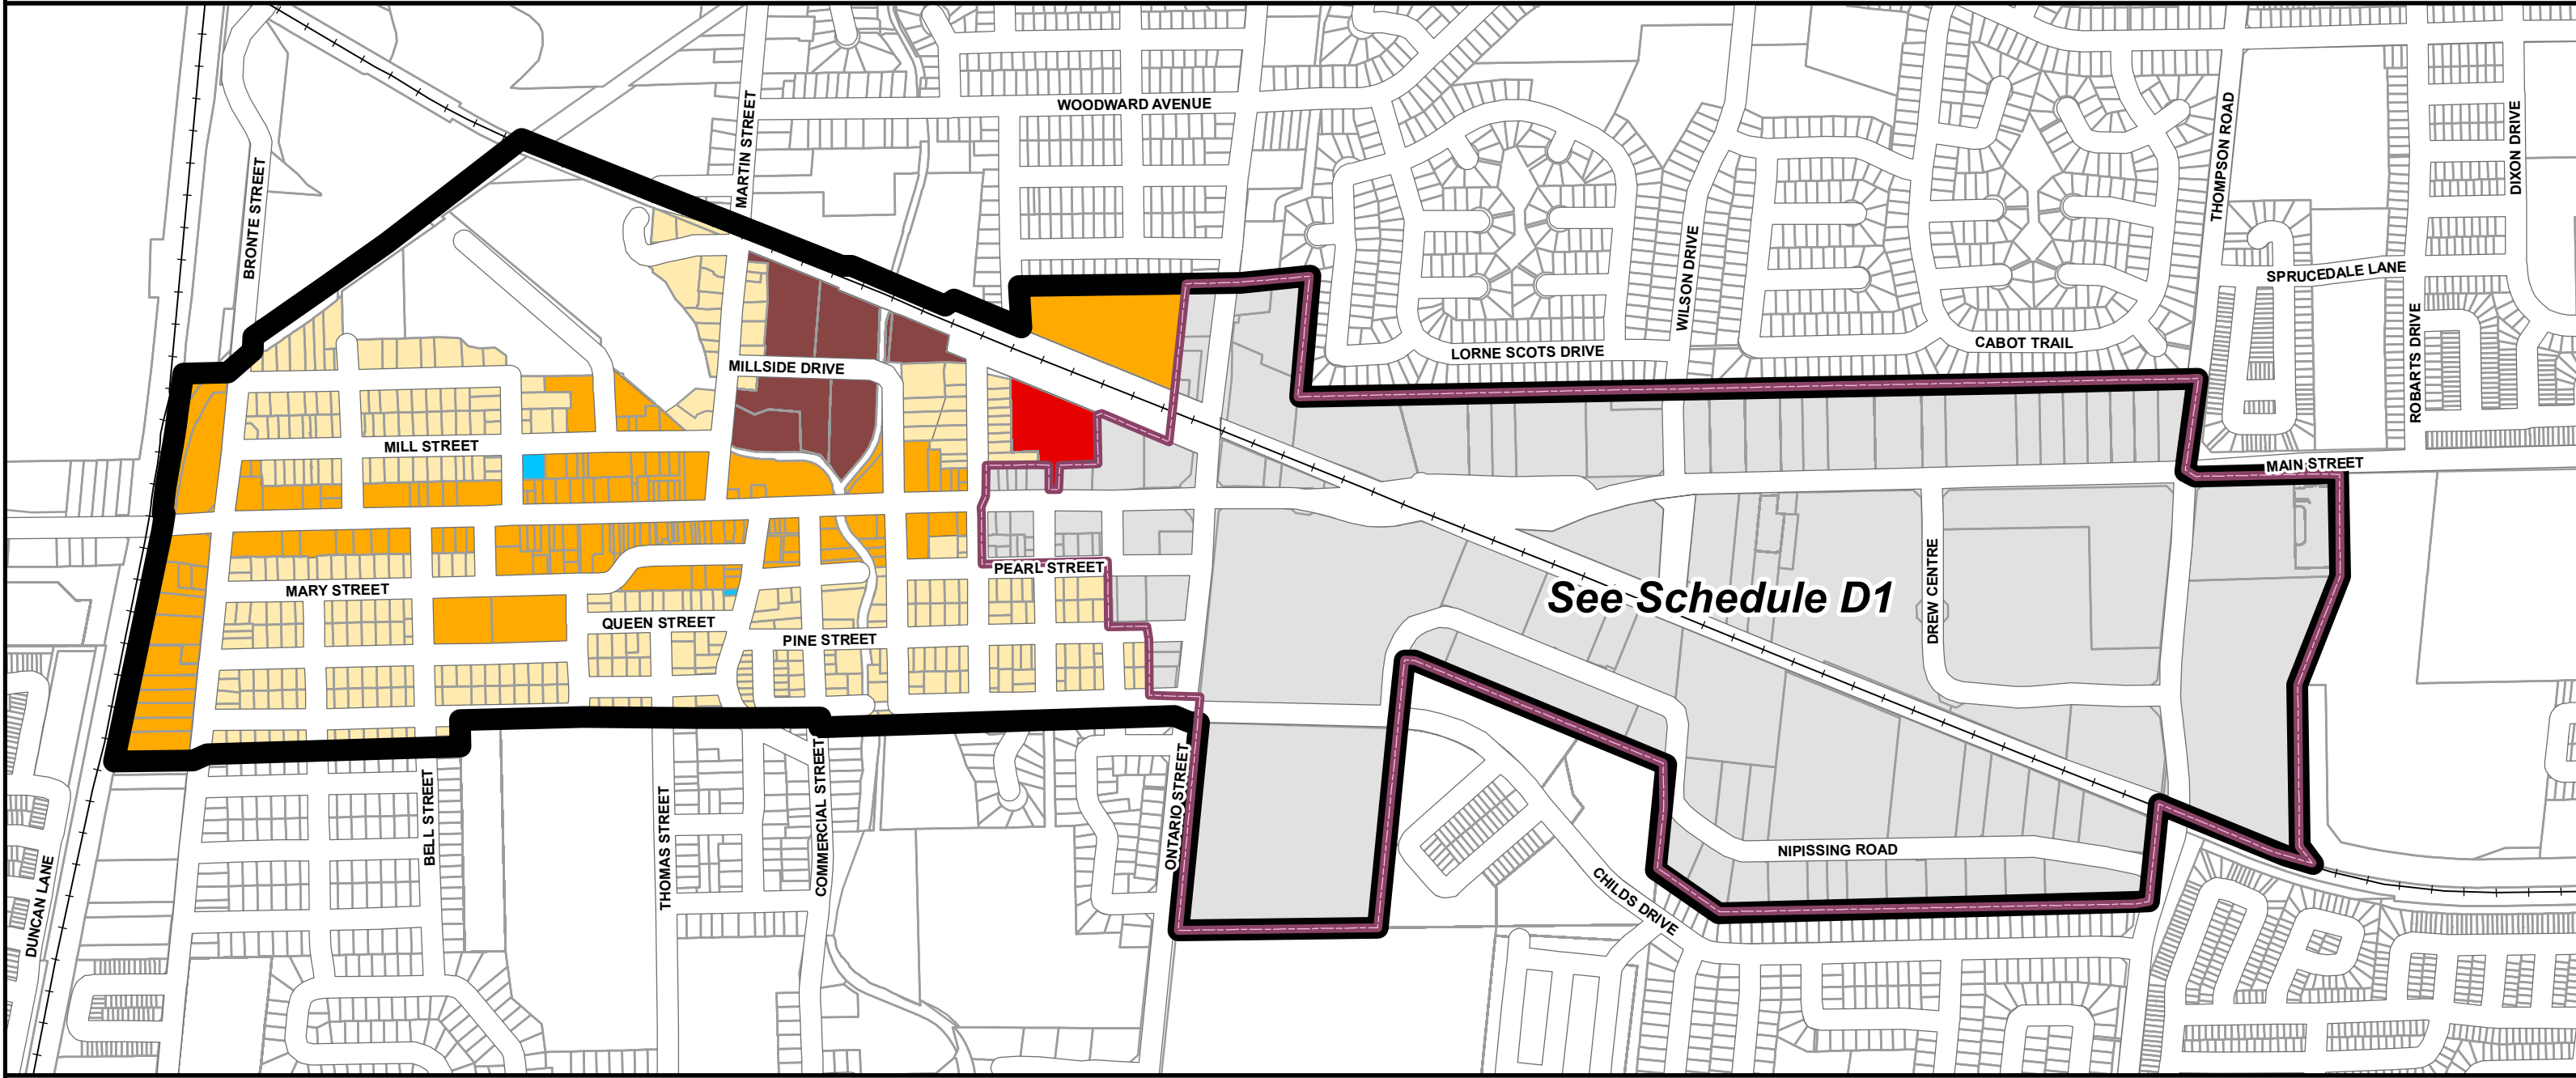 WOODWARD AVENUE
MARTIN STREET
BRONTE STREET
THOMPSON ROAD
DIXON DRIVE
WILSON DRIVE
SPRUCEDALE LANE
ROBARTS DRIVE
LORNE SCOTS DRIVE
CABOT TRAIL
MILLSIDE DRIVE
MILL STREET
MAIN STREET
PEARL STREET
MARY STREET
See Schedule D1
DREW CENTRE
QUEEN STREET
PINE STREET
BELL STREET
THOMAS STREET
COMMERCIAL STREET
ONTARIO STREET
NIPISSING ROAD
CHILDS DRIVE
DUNCAN LANE